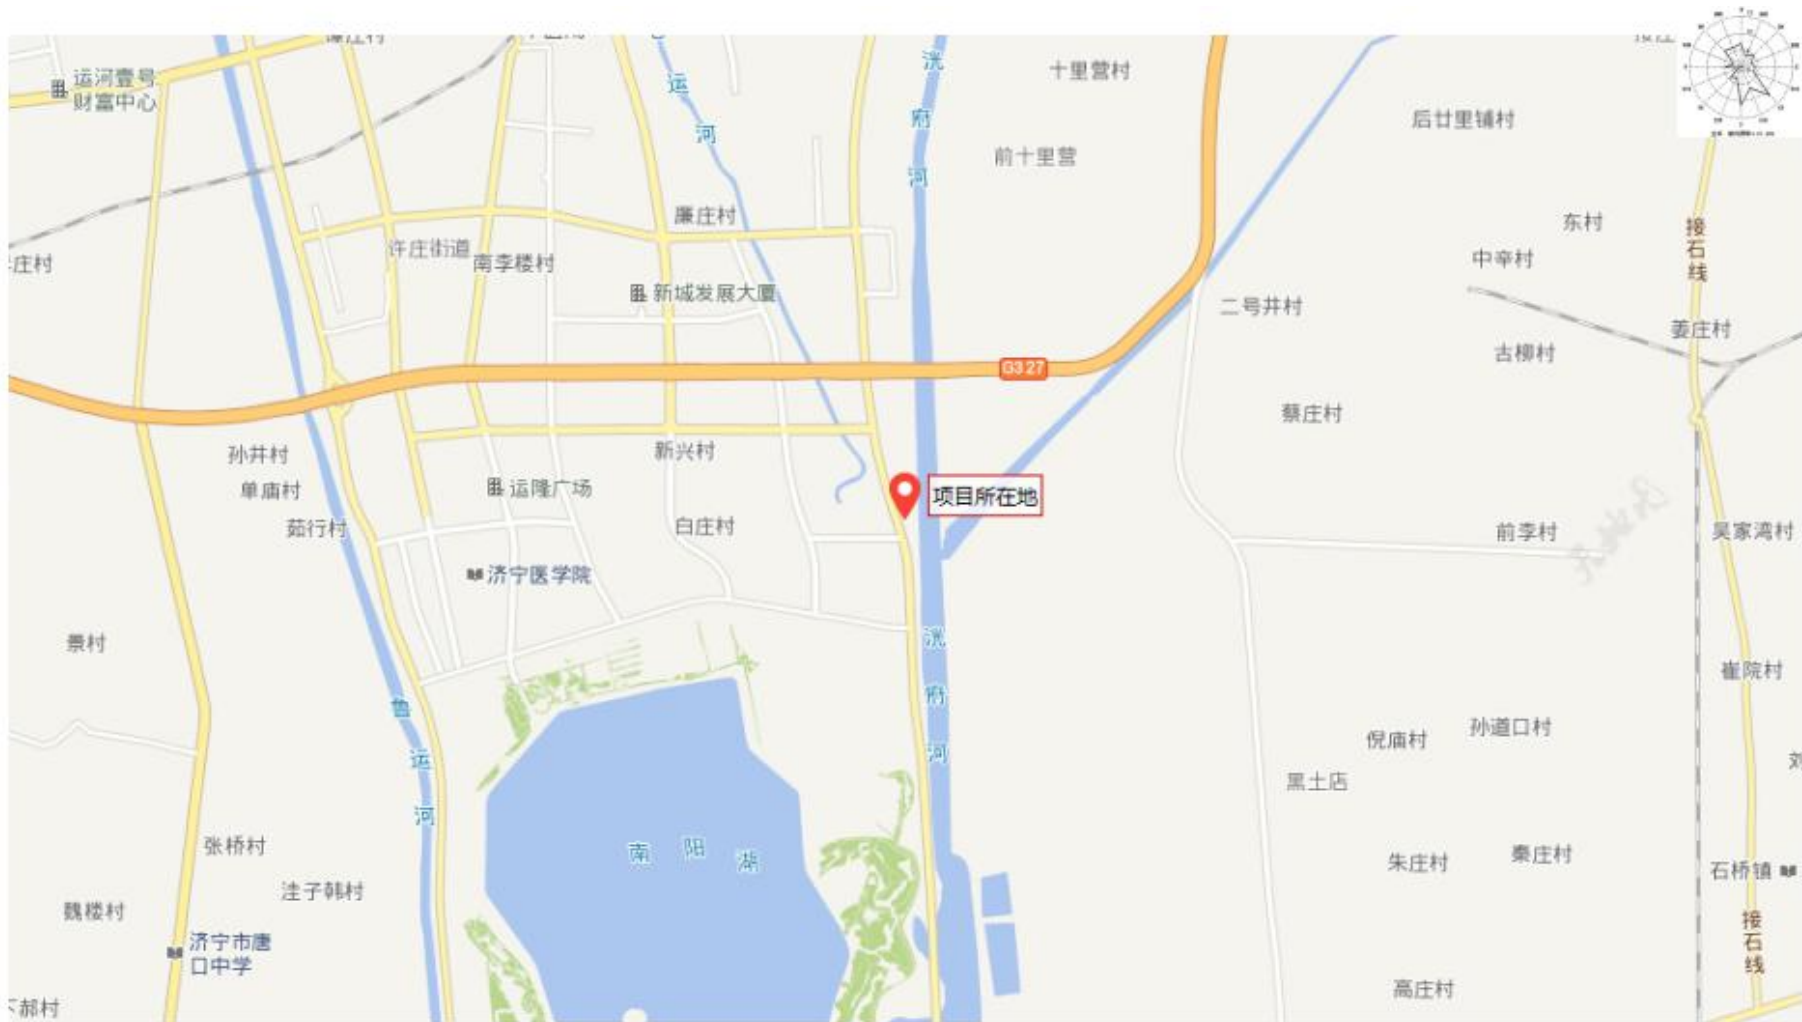 运河壹号
财富中心
运
河
洸
府
河
十里营村
前十里营
后廿里铺村
东村
中辛村
接
石
线
廉庄村
许庄街道
南李楼村
新城发展大厦
二号井村
姜庄村
古柳村
G327
蔡庄村
孙井村
单庙村
茹行村
新兴村
运隆广场
白庄村
项目所在地
前李村
吴家湾村
济宁医学院
景村
洸
府
河
崔院村
鲁
运
河
倪庙村
孙道口村
黑土店
张桥村
洼子韩村
魏楼村
南阳湖
朱庄村
秦庄村
石桥镇
接
石
线
济宁市唐
口中学
高庄村